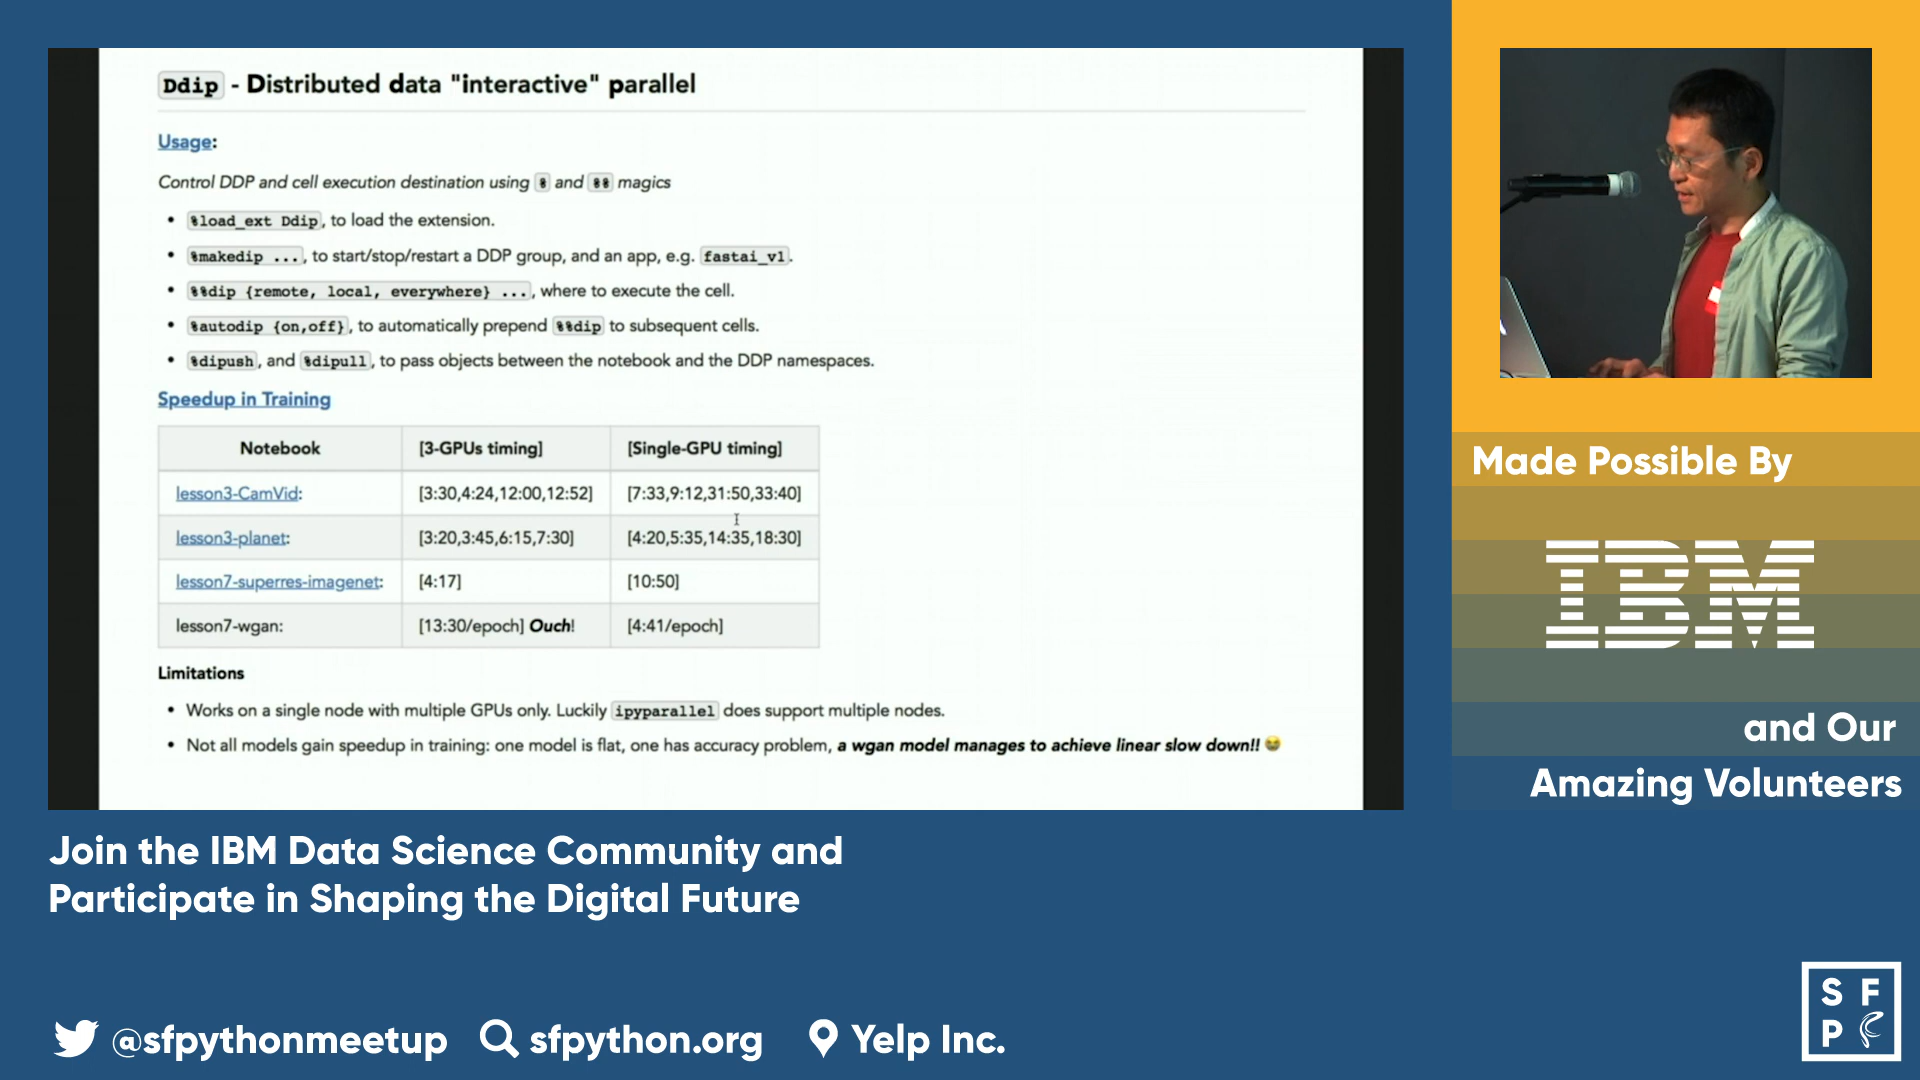 Ddip - Distributed data "interactive" parallel
Usage:
Control DDP and cell execution destination using % and %% magics
• %load_ext Ddip, to load the extension.
• %makedip ..., to start/stop/restart a DDP group, and an app, e.g. fastai_v1.
• %%dip {remote, local, everywhere} ..., where to execute the cell.
• %autodip {on,off}, to automatically prepend %%dip to subsequent cells.
• %dipush, and %dipull, to pass objects between the notebook and the DDP namespaces.
Speedup in Training
Notebook [3-GPUs timing] [Single-GPU timing]
lesson3-CamVid: [3:30,4:24,12:00,12:52] [7:33,9:12,31:50,33:40]
lesson3-planet: [3:20,3:45,6:15,7:30] [4:20,5:35,14:35,18:30]
lesson7-superres-imagenet: [4:17] [10:50]
lesson7-wgan: [13:30/epoch] Ouch! [4:41/epoch]
Limitations
• Works on a single node with multiple GPUs only. Luckily ipyparallel does support multiple nodes.
• Not all models gain speedup in training: one model is flat, one has accuracy problem, a wgan model manages to achieve linear slow down!! 😭
Made Possible By
IBM
and Our
Amazing Volunteers
Join the IBM Data Science Community and
Participate in Shaping the Digital Future
@sfpythonmeetup sfpython.org Yelp Inc.
S F
P